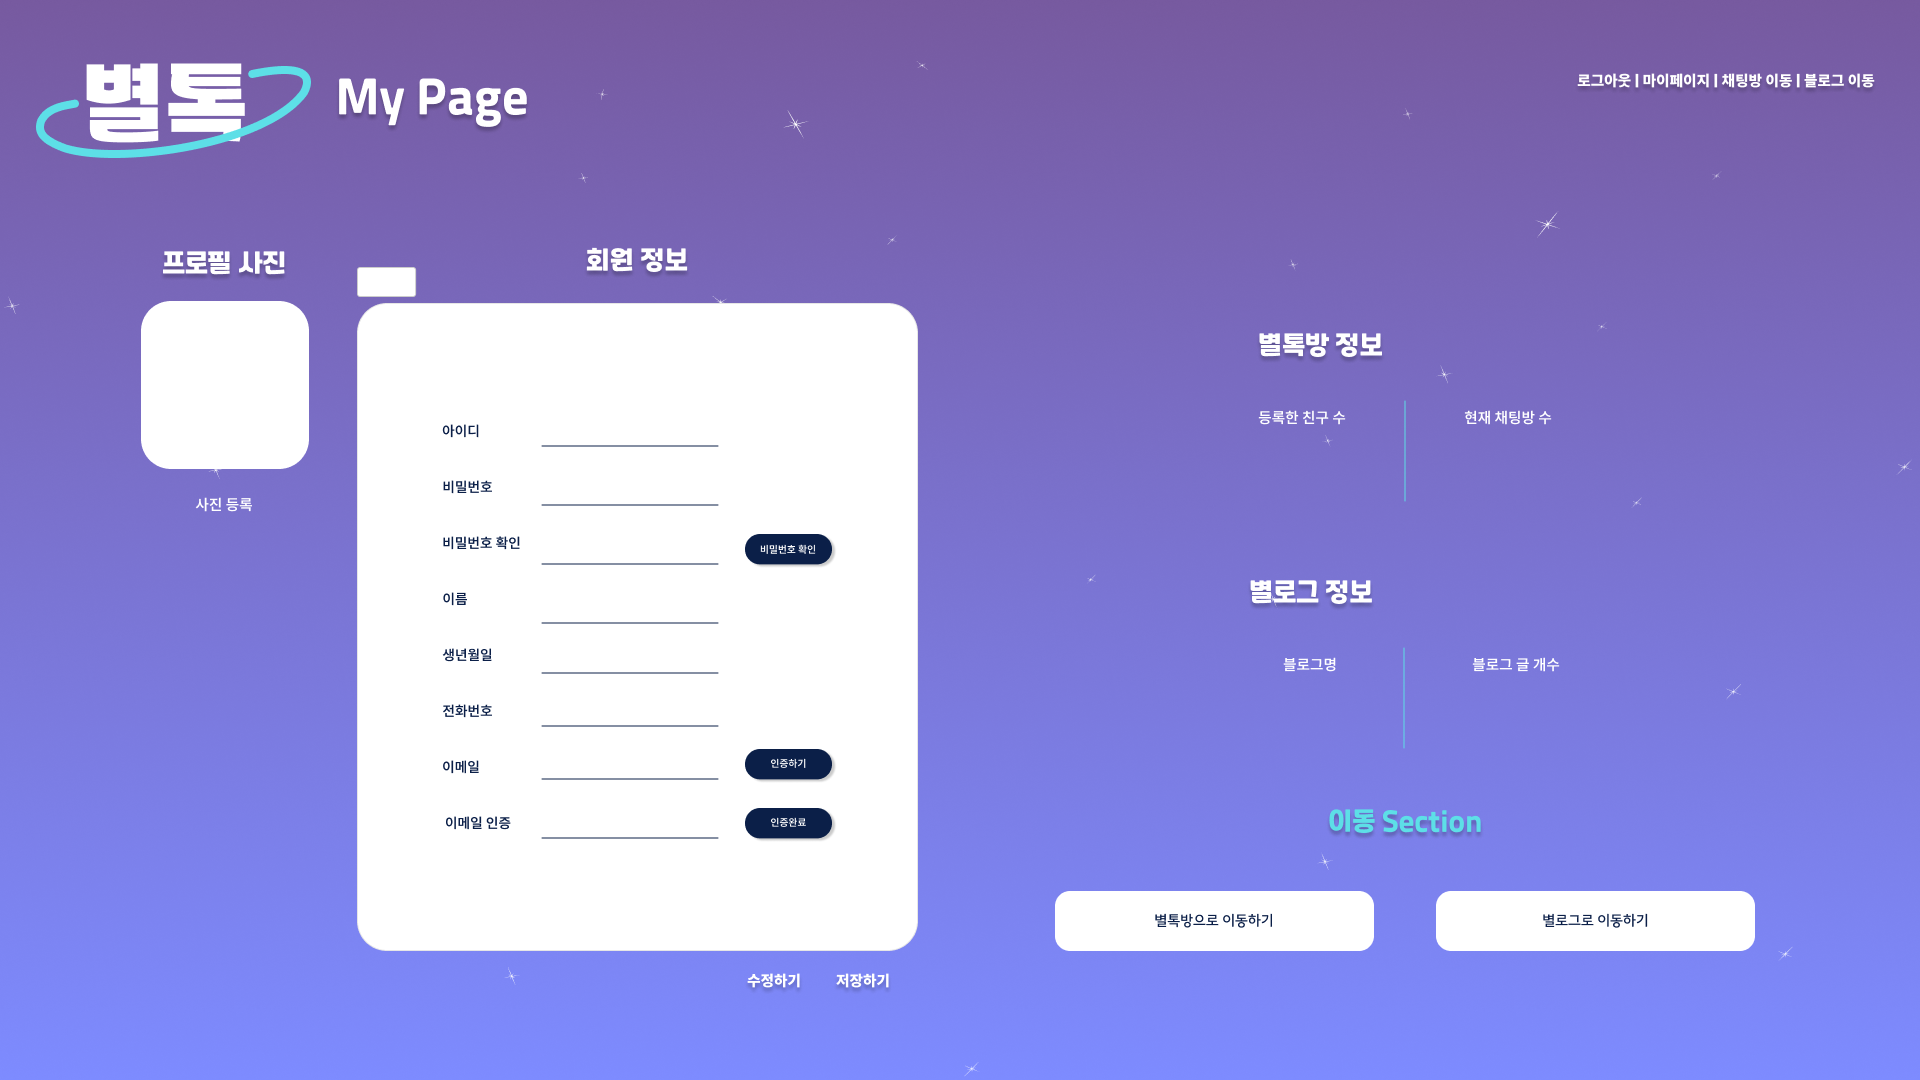 별톡
My Page
로그아웃 | 마이페이지 | 채팅방 이동 | 블로그 이동
프로필 사진
사진 등록
회원 정보
아이디
비밀번호
비밀번호 확인
비밀번호 확인
이름
생년월일
전화번호
이메일
인증하기
이메일 인증
인증완료
수정하기
저장하기
별톡방 정보
등록한 친구 수
현재 채팅방 수
별로그 정보
블로그명
블로그 글 개수
이동 Section
별톡방으로 이동하기
별로그로 이동하기